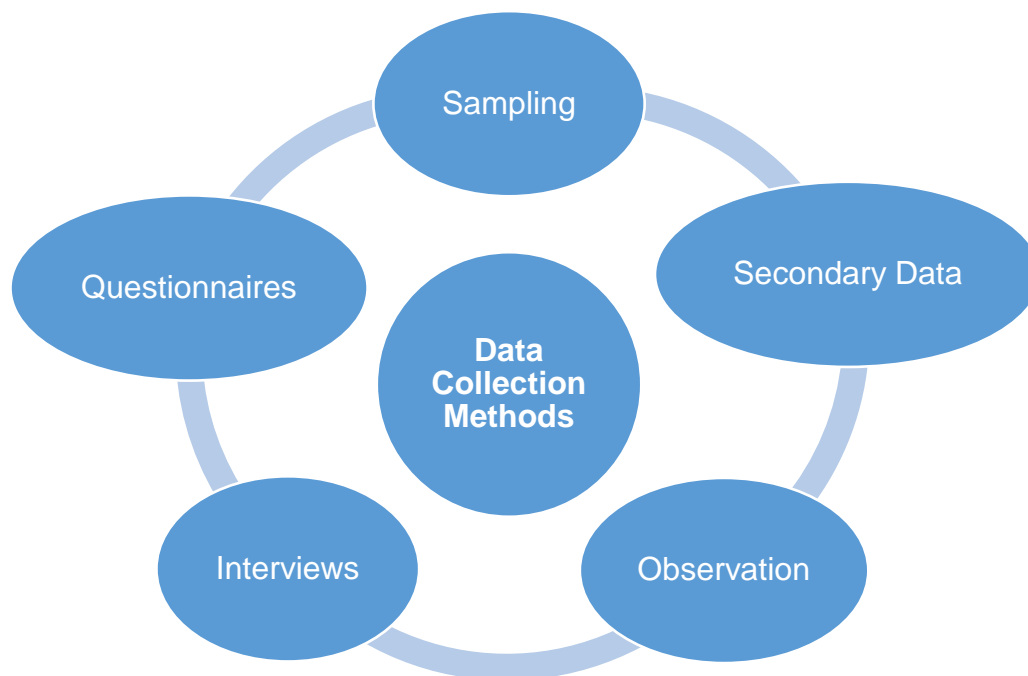 Sampling
Secondary Data
Questionnaires
Data
Collection
Methods
Interviews
Observation